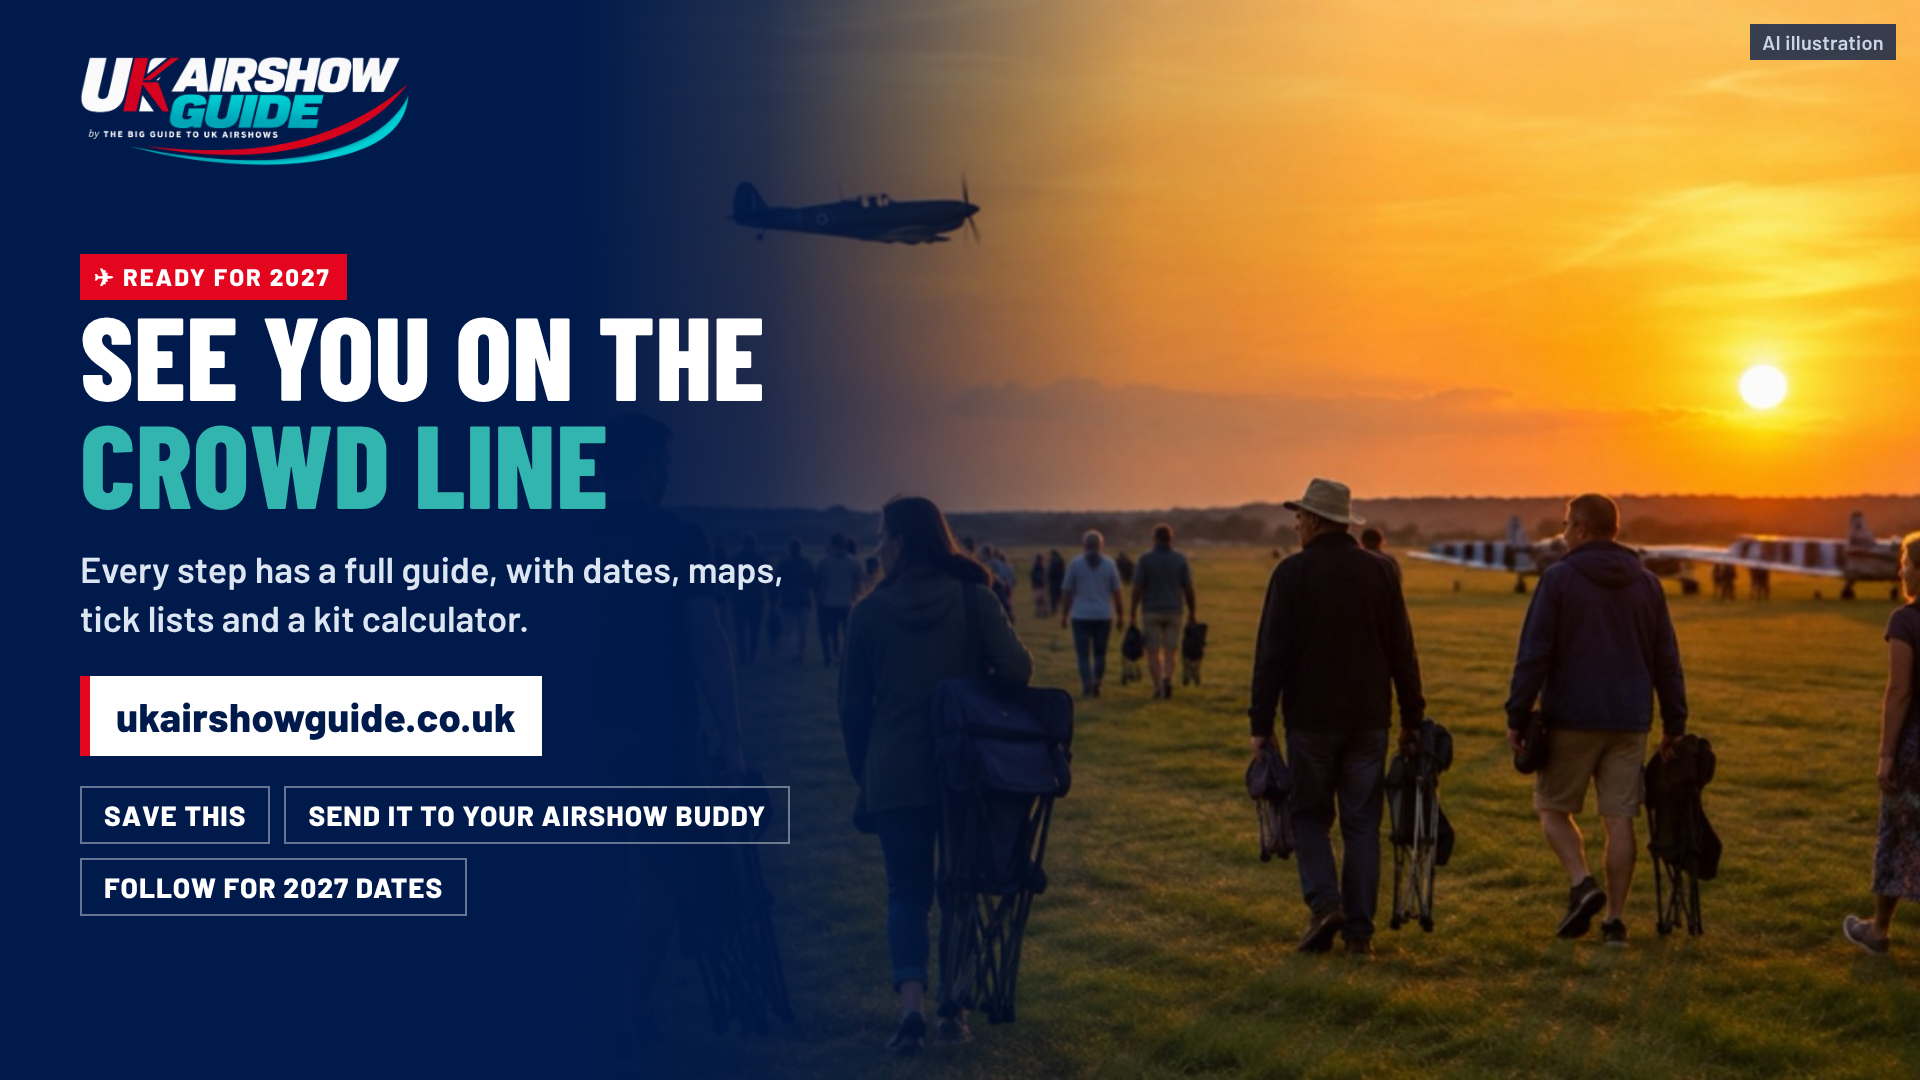 UK AIRSHOW
GUIDE
by THE BIG GUIDE TO UK AIRSHOWS
AI illustration
✈ READY FOR 2027
SEE YOU ON THE
CROWD LINE
Every step has a full guide, with dates, maps,
tick lists and a kit calculator.
ukairshowguide.co.uk
SAVE THIS
SEND IT TO YOUR AIRSHOW BUDDY
FOLLOW FOR 2027 DATES